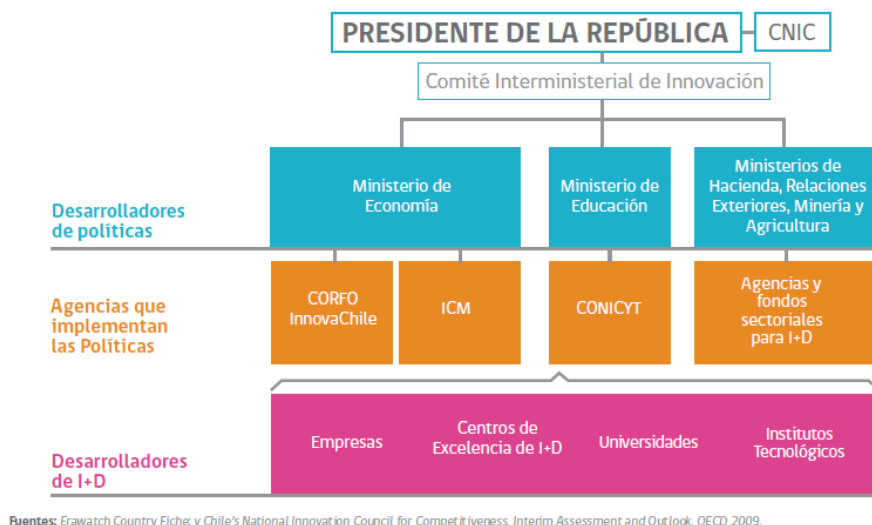 PRESIDENTE DE LA REPÚBLICA
CNIC
Comité Interministerial de Innovación
Desarrolladores
de políticas
Ministerio de
Economía
Ministerio de
Educación
Ministerios de
Hacienda, Relaciones
Exteriores, Minería y
Agricultura
Agencias que
implementan
las Políticas
CORFO
InnovaChile
ICM
CONICYT
Agencias y
fondos
sectoriales
para I+D
Desarrolladores
de I+D
Empresas
Centros de
Excelencia de I+D
Universidades
Institutos
Tecnológicos
Fuentes: Erawatch Country Fiche; y Chile's National Innovation Council for Competitiveness. Interim Assessment and Outlook. OECD 2009.